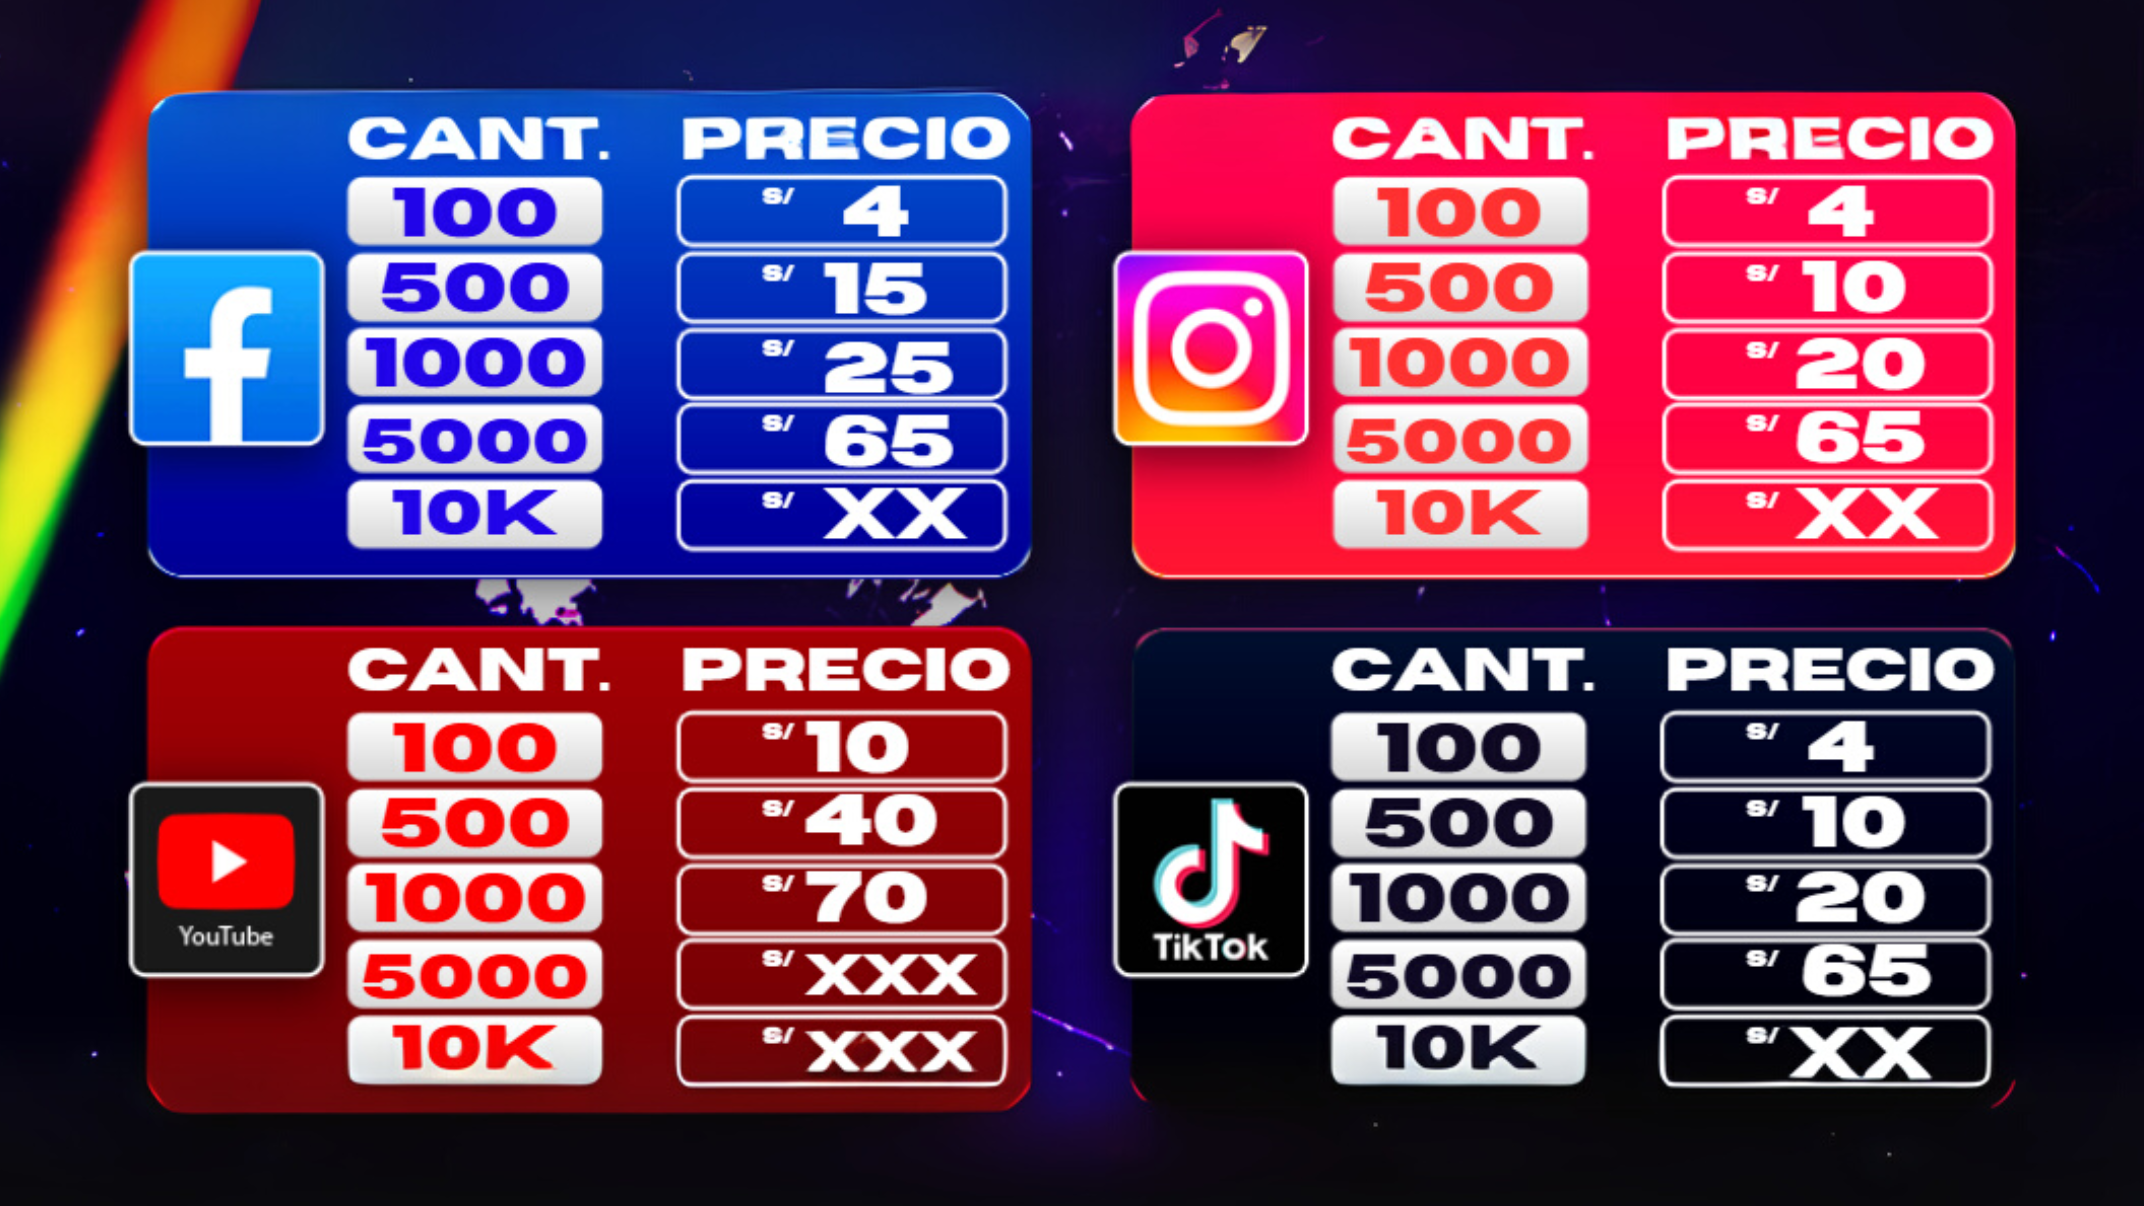 CANT. PRECIO
100 S/ 4
500 S/ 15
1000 S/ 25
5000 S/ 65
10K S/ XX
CANT. PRECIO
100 S/ 4
500 S/ 10
1000 S/ 20
5000 S/ 65
10K S/ XX
CANT. PRECIO
100 S/ 10
500 S/ 40
1000 S/ 70
5000 S/ XXX
10K S/ XXX
YouTube
CANT. PRECIO
100 S/ 4
500 S/ 10
1000 S/ 20
5000 S/ 65
10K S/ XX
TikTok